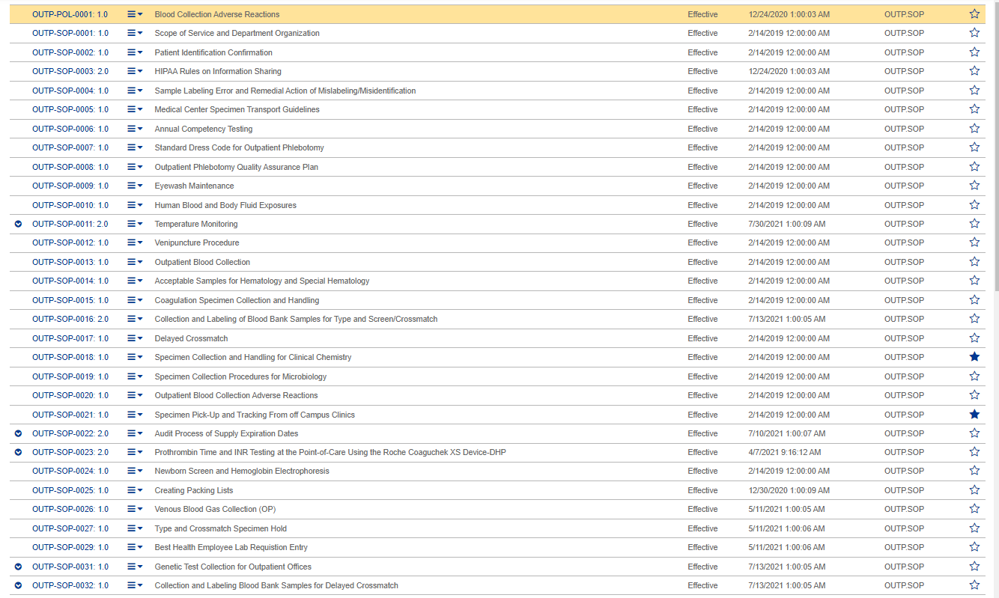 OUTP-POL-0001: 1.0 Blood Collection Adverse Reactions Effective 12/24/2020 1:00:03 AM OUTP.SOP
OUTP-SOP-0001: 1.0 Scope of Service and Department Organization Effective 2/14/2019 12:00:00 AM OUTP.SOP
OUTP-SOP-0002: 1.0 Patient Identification Confirmation Effective 2/14/2019 12:00:00 AM OUTP.SOP
OUTP-SOP-0003: 2.0 HIPAA Rules on Information Sharing Effective 12/24/2020 1:00:03 AM OUTP.SOP
OUTP-SOP-0004: 1.0 Sample Labeling Error and Remedial Action of Mislabeling/Misidentification Effective 2/14/2019 12:00:00 AM OUTP.SOP
OUTP-SOP-0005: 1.0 Medical Center Specimen Transport Guidelines Effective 2/14/2019 12:00:00 AM OUTP.SOP
OUTP-SOP-0006: 1.0 Annual Competency Testing Effective 2/14/2019 12:00:00 AM OUTP.SOP
OUTP-SOP-0007: 1.0 Standard Dress Code for Outpatient Phlebotomy Effective 2/14/2019 12:00:00 AM OUTP.SOP
OUTP-SOP-0008: 1.0 Outpatient Phlebotomy Quality Assurance Plan Effective 2/14/2019 12:00:00 AM OUTP.SOP
OUTP-SOP-0009: 1.0 Eyewash Maintenance Effective 2/14/2019 12:00:00 AM OUTP.SOP
OUTP-SOP-0010: 1.0 Human Blood and Body Fluid Exposures Effective 2/14/2019 12:00:00 AM OUTP.SOP
OUTP-SOP-0011: 2.0 Temperature Monitoring Effective 7/30/2021 1:00:09 AM OUTP.SOP
OUTP-SOP-0012: 1.0 Venipuncture Procedure Effective 2/14/2019 12:00:00 AM OUTP.SOP
OUTP-SOP-0013: 1.0 Outpatient Blood Collection Effective 2/14/2019 12:00:00 AM OUTP.SOP
OUTP-SOP-0014: 1.0 Acceptable Samples for Hematology and Special Hematology Effective 2/14/2019 12:00:00 AM OUTP.SOP
OUTP-SOP-0015: 1.0 Coagulation Specimen Collection and Handling Effective 2/14/2019 12:00:00 AM OUTP.SOP
OUTP-SOP-0016: 2.0 Collection and Labeling of Blood Bank Samples for Type and Screen/Crossmatch Effective 7/13/2021 1:00:05 AM OUTP.SOP
OUTP-SOP-0017: 1.0 Delayed Crossmatch Effective 2/14/2019 12:00:00 AM OUTP.SOP
OUTP-SOP-0018: 1.0 Specimen Collection and Handling for Clinical Chemistry Effective 2/14/2019 12:00:00 AM OUTP.SOP
OUTP-SOP-0019: 1.0 Specimen Collection Procedures for Microbiology Effective 2/14/2019 12:00:00 AM OUTP.SOP
OUTP-SOP-0020: 1.0 Outpatient Blood Collection Adverse Reactions Effective 2/14/2019 12:00:00 AM OUTP.SOP
OUTP-SOP-0021: 1.0 Specimen Pick-Up and Tracking From off Campus Clinics Effective 2/14/2019 12:00:00 AM OUTP.SOP
OUTP-SOP-0022: 2.0 Audit Process of Supply Expiration Dates Effective 7/10/2021 1:00:07 AM OUTP.SOP
OUTP-SOP-0023: 2.0 Prothrombin Time and INR Testing at the Point-of-Care Using the Roche Coaguchek XS Device-DHP Effective 4/7/2021 9:16:12 AM OUTP.SOP
OUTP-SOP-0024: 1.0 Newborn Screen and Hemoglobin Electrophoresis Effective 2/14/2019 12:00:00 AM OUTP.SOP
OUTP-SOP-0025: 1.0 Creating Packing Lists Effective 12/30/2020 1:00:09 AM OUTP.SOP
OUTP-SOP-0026: 1.0 Venous Blood Gas Collection (OP) Effective 5/11/2021 1:00:05 AM OUTP.SOP
OUTP-SOP-0027: 1.0 Type and Crossmatch Specimen Hold Effective 5/11/2021 1:00:06 AM OUTP.SOP
OUTP-SOP-0029: 1.0 Best Health Employee Lab Requistion Entry Effective 5/11/2021 1:00:06 AM OUTP.SOP
OUTP-SOP-0031: 1.0 Genetic Test Collection for Outpatient Offices Effective 7/13/2021 1:00:05 AM OUTP.SOP
OUTP-SOP-0032: 1.0 Collection and Labeling Blood Bank Samples for Delayed Crossmatch Effective 7/13/2021 1:00:05 AM OUTP.SOP